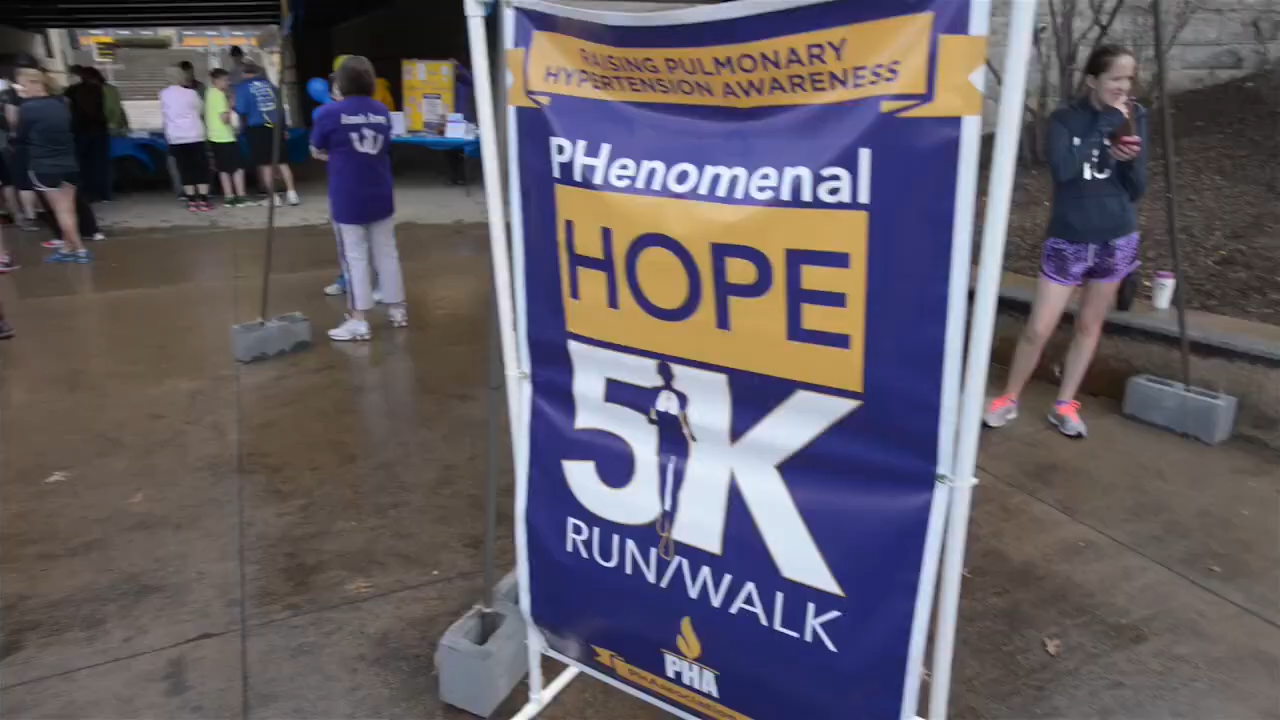 RAISING PULMONARY
HYPERTENSION AWARENESS
PHenomenal
HOPE
5K
RUN/WALK
PHA